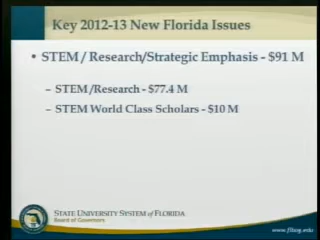 Key 2012-13 New Florida Issues
• STEM / Research/Strategic Emphasis - $91 M
– STEM /Research - $77.4 M
– STEM World Class Scholars - $10 M
STATE UNIVERSITY SYSTEM of FLORIDA
Board of Governors
www.flbog.edu